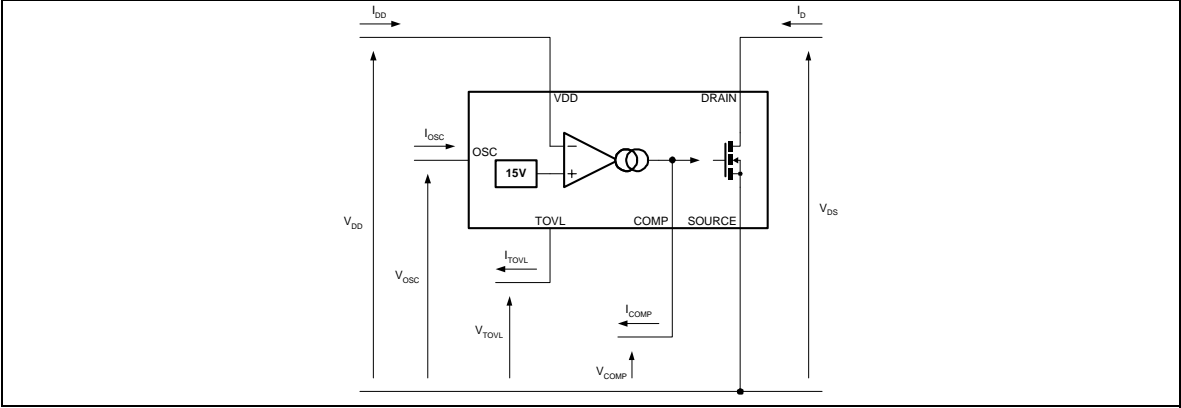 IDD
ID
VDD
DRAIN
IOSC
OSC
−
15V
+
VDD
VDS
TOVL
COMP
SOURCE
ITOVL
VOSC
ICOMP
VTOVL
VCOMP